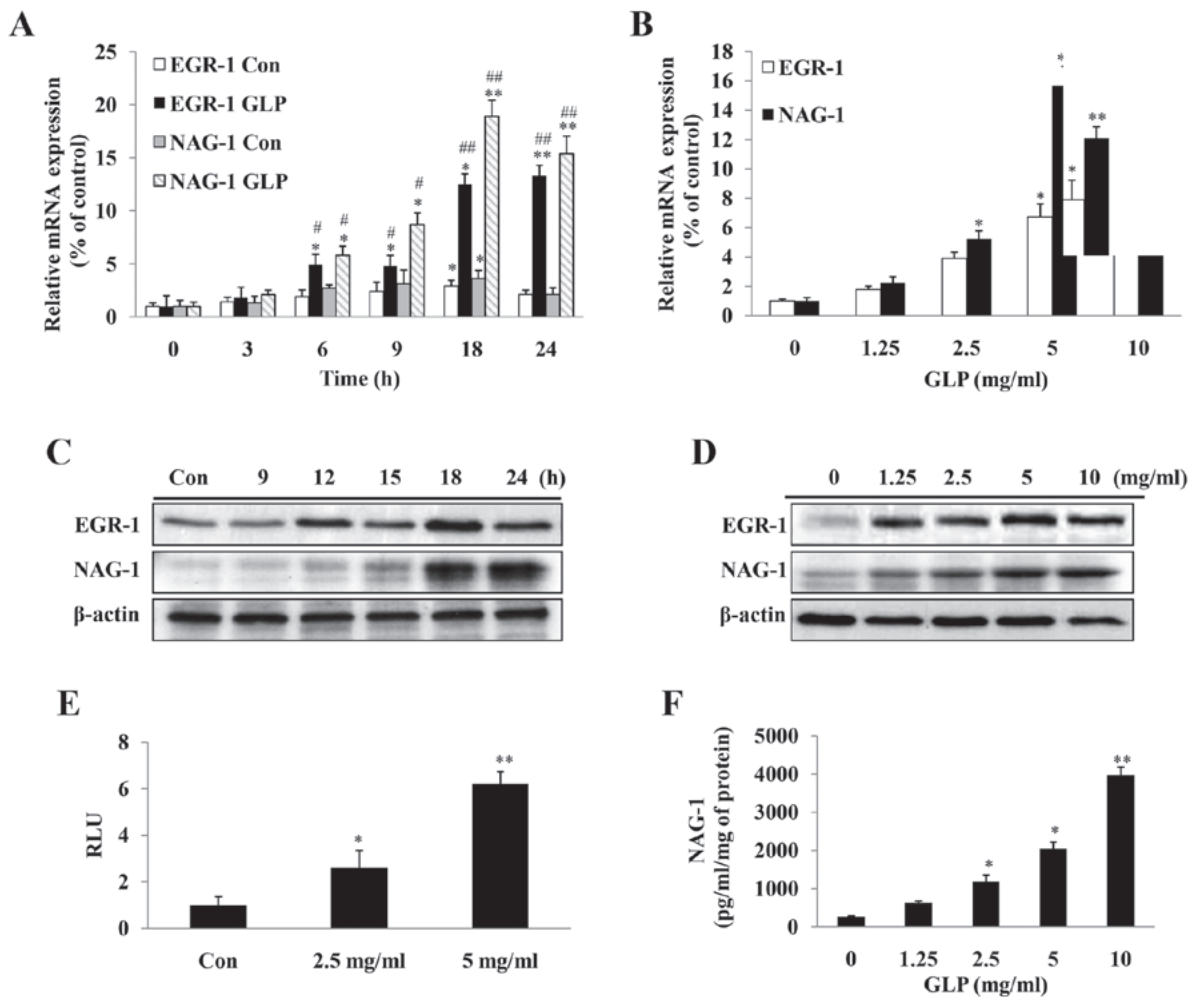 A
Relative mRNA expression
(% of control)
25
20
15
10
5
0
EGR-1 Con
EGR-1 GLP
NAG-1 Con
NAG-1 GLP
# * # *
# * # *
* ## * * ## **
## ** ## **
0 3 6 9 18 24
Time (h)
B
Relative mRNA expression
(% of control)
18
16
14
12
10
8
6
4
2
0
EGR-1
NAG-1
* * * * **
0 1.25 2.5 5 10
GLP (mg/ml)
C
Con 9 12 15 18 24 (h)
EGR-1
NAG-1
β-actin
D
0 1.25 2.5 5 10 (mg/ml)
EGR-1
NAG-1
β-actin
E
RLU
8
6
4
2
0
* **
Con 2.5 mg/ml 5 mg/ml
F
NAG-1
(pg/ml/mg of protein)
5000
4000
3000
2000
1000
0
* * **
0 1.25 2.5 5 10
GLP (mg/ml)